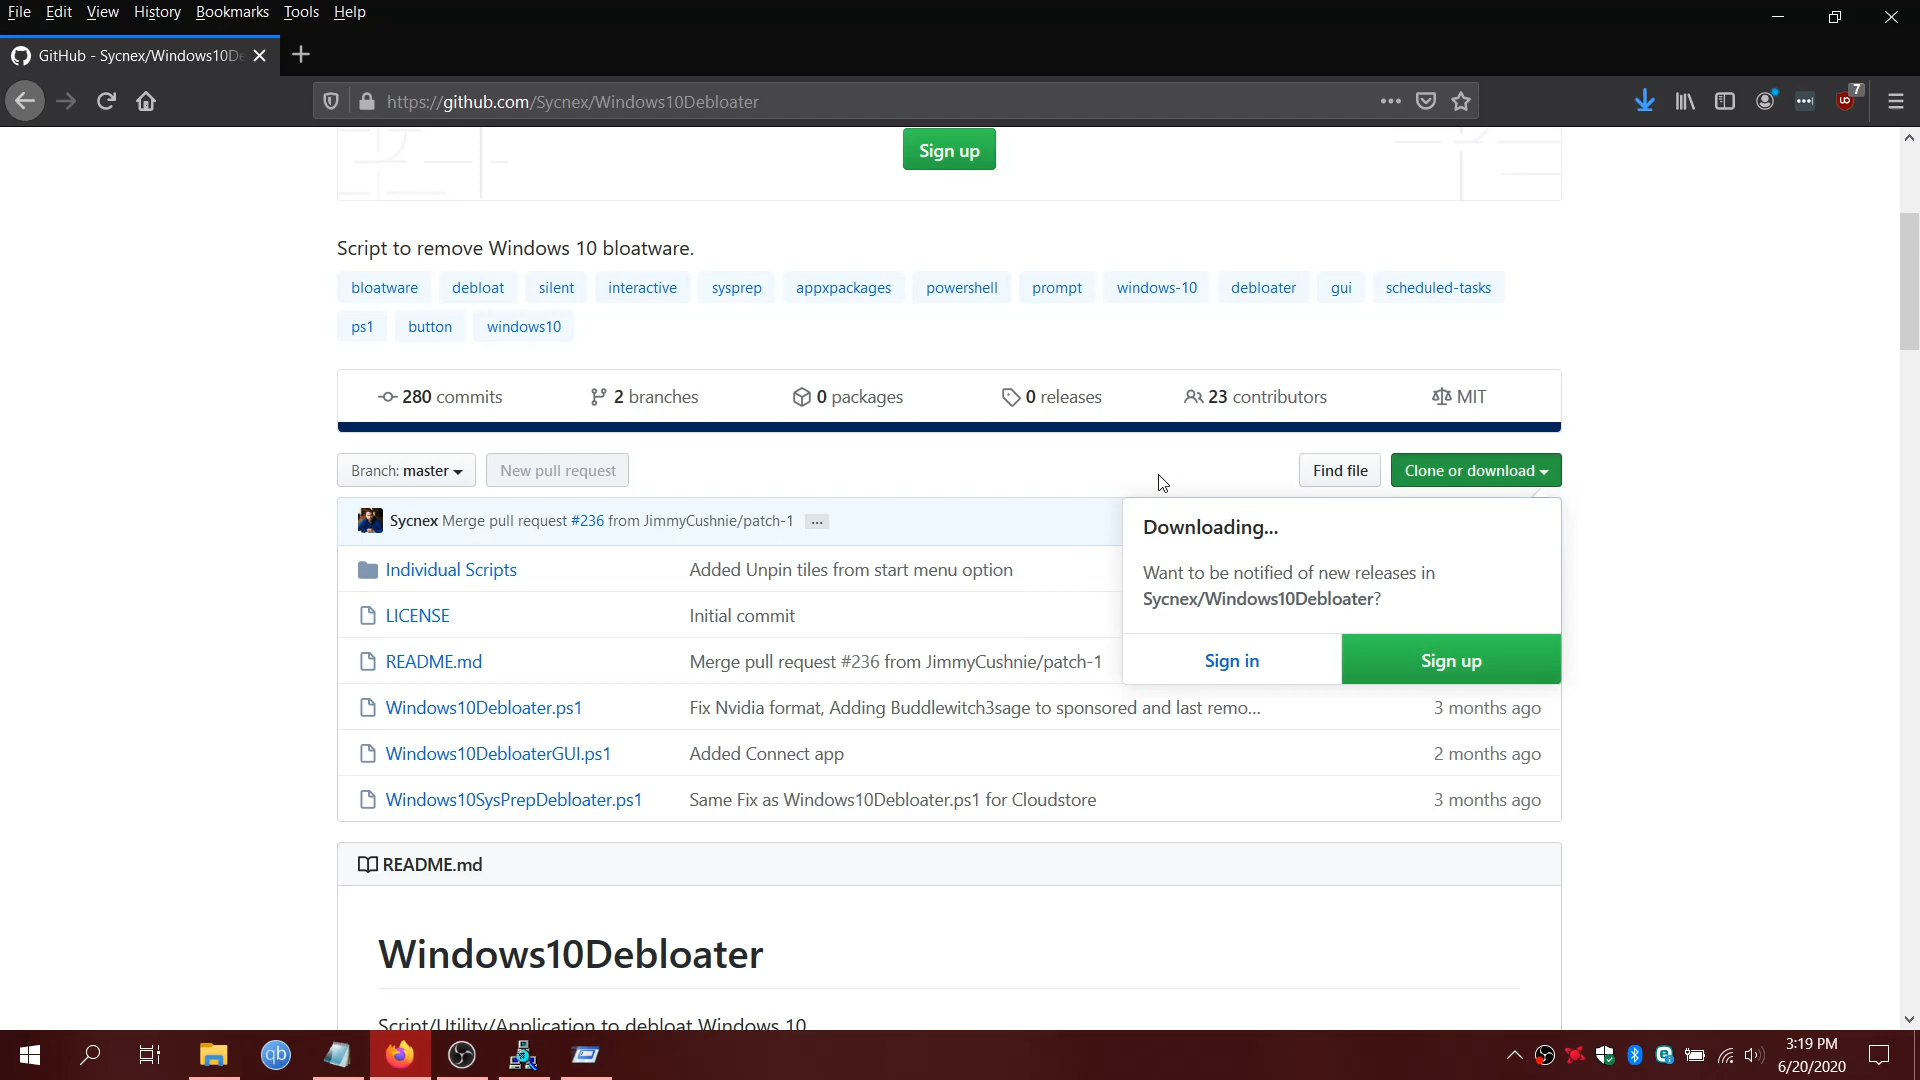 File Edit View History Bookmarks Tools Help
GitHub - Sycnex/Windows10De
https://github.com/Sycnex/Windows10Debloater
7
Sign up
Script to remove Windows 10 bloatware.
bloatware debloat silent interactive sysprep appxpackages powershell prompt windows-10 debloater gui scheduled-tasks
ps1 button windows10
280 commits 2 branches 0 packages 0 releases 23 contributors MIT
Branch: master New pull request Find file Clone or download
Sycnex Merge pull request #236 from JimmyCushnie/patch-1 ...
Downloading...
Want to be notified of new releases in
Sycnex/Windows10Debloater?
Sign in Sign up
Individual Scripts Added Unpin tiles from start menu option
LICENSE Initial commit
README.md Merge pull request #236 from JimmyCushnie/patch-1
Windows10Debloater.ps1 Fix Nvidia format, Adding Buddlewitch3sage to sponsored and last remo... 3 months ago
Windows10DebloaterGUI.ps1 Added Connect app 2 months ago
Windows10SysPrepDebloater.ps1 Same Fix as Windows10Debloater.ps1 for Cloudstore 3 months ago
README.md
Windows10Debloater
Script/Utility/Application to debloat Windows 10
qb
3:19 PM
6/20/2020